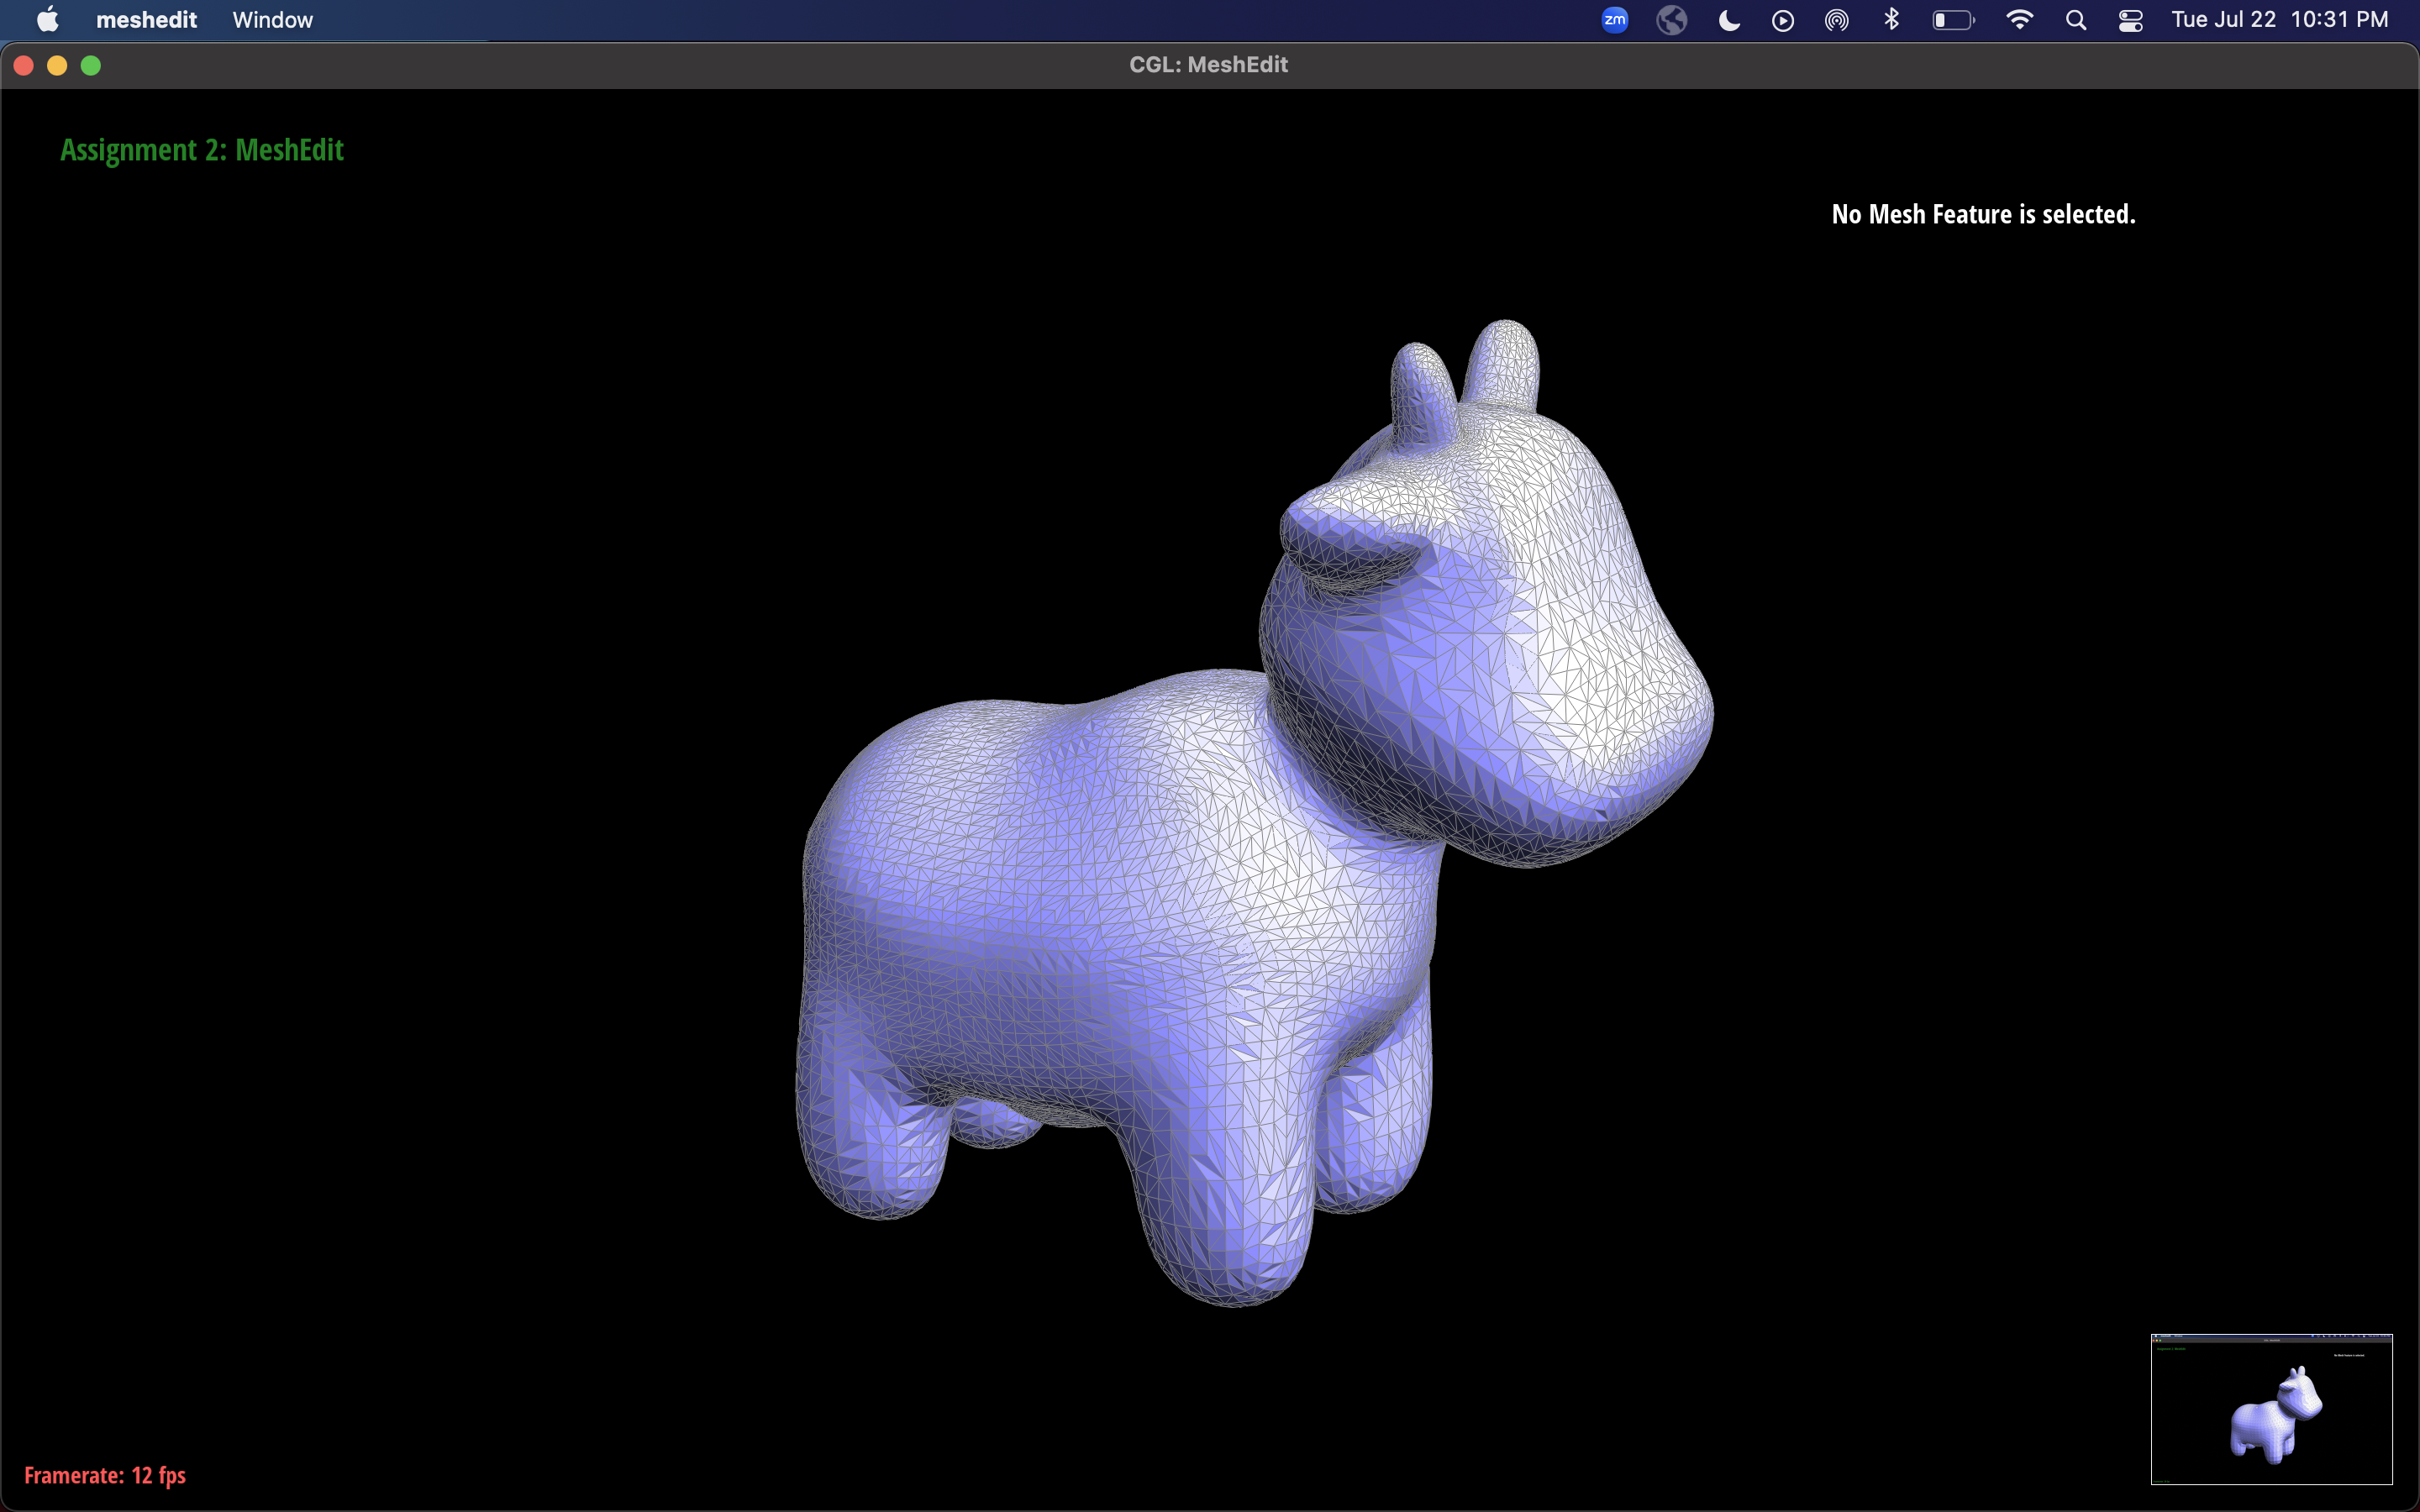 meshedit Window zm Tue Jul 22 10:31 PM
CGL: MeshEdit
Assignment 2: MeshEdit
No Mesh Feature is selected.
Framerate: 12 fps